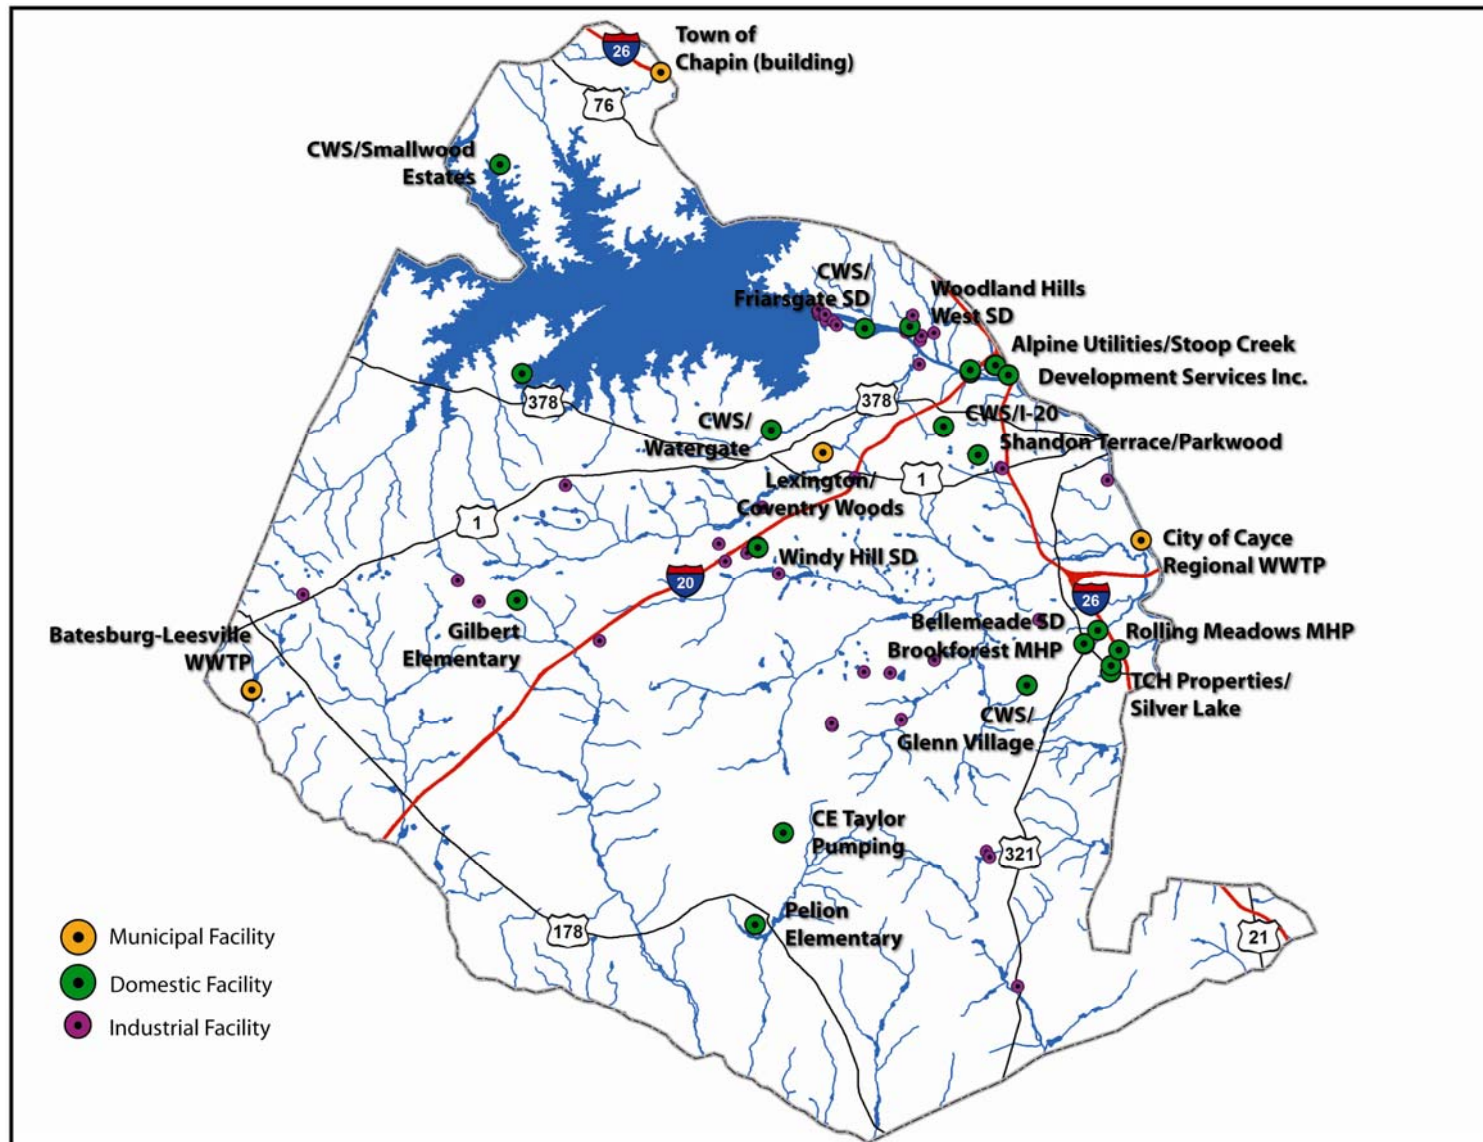 Town of
Chapin (building)
26
76
CWS/Smallwood
Estates
CWS/
Friarsgate SD
Woodland Hills
West SD
Alpine Utilities/Stoop Creek
Development Services Inc.
378
378
CWS/I-20
CWS/
Watergate
Shandon Terrace/Parkwood
Lexington/
Coventry Woods
1
1
City of Cayce
Regional WWTP
Windy Hill SD
20
26
Batesburg-Leesville
WWTP
Gilbert
Elementary
Bellemeade SD
Brookforest MHP
Rolling Meadows MHP
TCH Properties/
Silver Lake
CWS/
Glenn Village
CE Taylor
Pumping
321
Pelion
Elementary
178
21
Municipal Facility
Domestic Facility
Industrial Facility